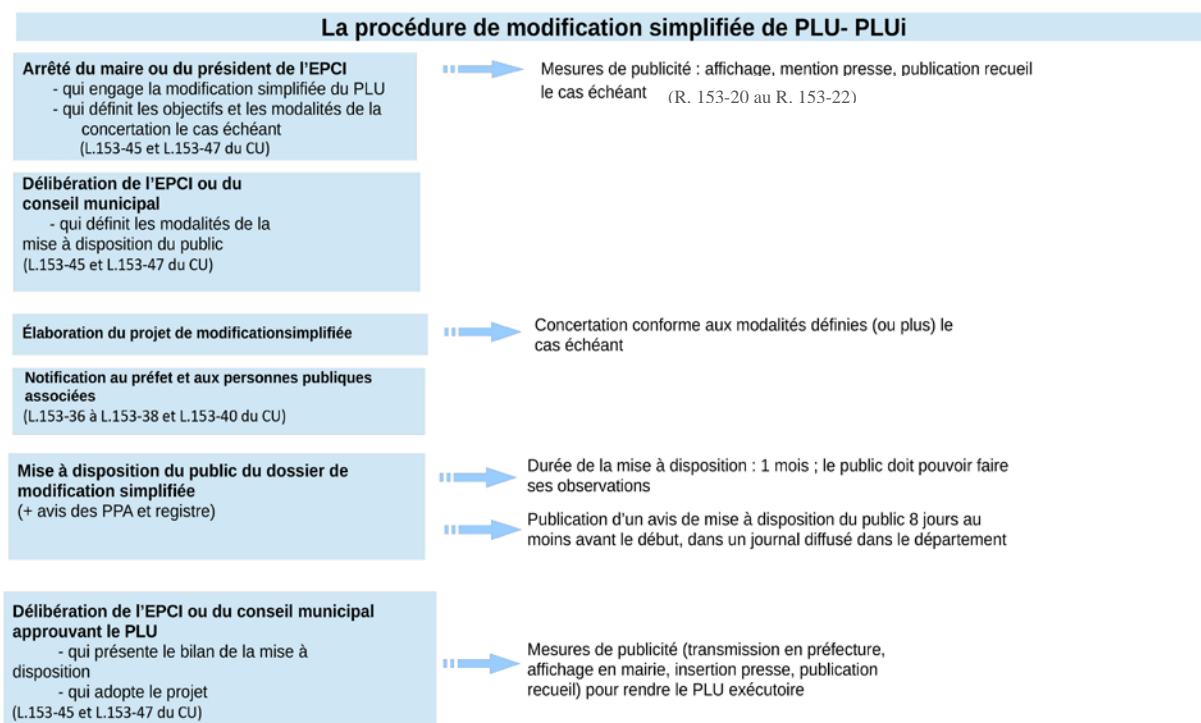 La procédure de modification simplifiée de PLU- PLUi
Arrêté du maire ou du président de l'EPCI
- qui engage la modification simplifiée du PLU
- qui définit les objectifs et les modalités de la
concertation le cas échéant
(L.153-45 et L.153-47 du CU)
Mesures de publicité : affichage, mention presse, publication recueil
le cas échéant (R. 153-20 au R. 153-22)
Délibération de l'EPCI ou du
conseil municipal
- qui définit les modalités de la
mise à disposition du public
(L.153-45 et L.153-47 du CU)
Élaboration du projet de modificationsimplifiée
Concertation conforme aux modalités définies (ou plus) le
cas échéant
Notification au préfet et aux personnes publiques
associées
(L.153-36 à L.153-38 et L.153-40 du CU)
Mise à disposition du public du dossier de
modification simplifiée
(+ avis des PPA et registre)
Durée de la mise à disposition : 1 mois ; le public doit pouvoir faire
ses observations
Publication d'un avis de mise à disposition du public 8 jours au
moins avant le début, dans un journal diffusé dans le département
Délibération de l'EPCI ou du conseil municipal
approuvant le PLU
- qui présente le bilan de la mise à
disposition
- qui adopte le projet
(L.153-45 et L.153-47 du CU)
Mesures de publicité (transmission en préfecture,
affichage en mairie, insertion presse, publication
recueil) pour rendre le PLU exécutoire